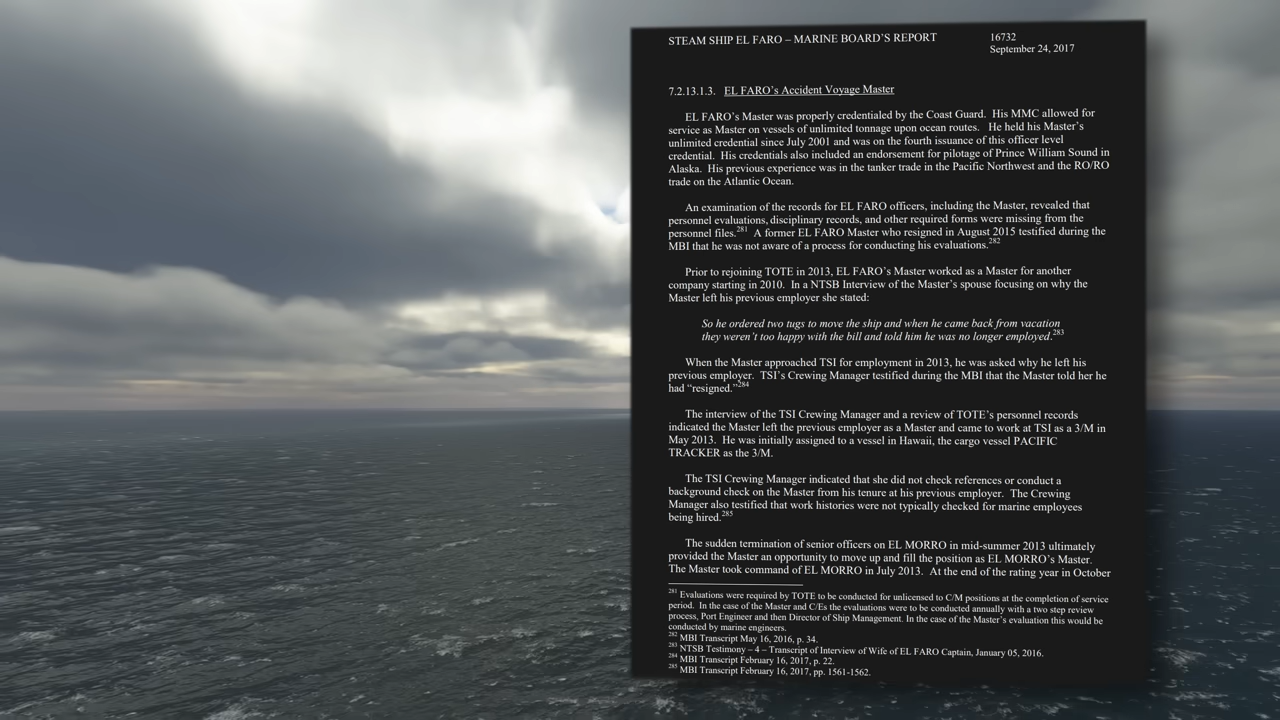 STEAM SHIP EL FARO – MARINE BOARD'S REPORT
16732
September 24, 2017
7.2.13.1.3. EL FARO's Accident Voyage Master
EL FARO's Master was properly credentialed by the Coast Guard. His MMC allowed for
service as Master on vessels of unlimited tonnage upon ocean routes. He held his Master's
unlimited credential since July 2001 and was on the fourth issuance of this officer level
credential. His credentials also included an endorsement for pilotage of Prince William Sound in
Alaska. His previous experience was in the tanker trade in the Pacific Northwest and the RO/RO
trade on the Atlantic Ocean.
An examination of the records for EL FARO officers, including the Master, revealed that
personnel evaluations, disciplinary records, and other required forms were missing from the
personnel files.281 A former EL FARO Master who resigned in August 2015 testified during the
MBI that he was not aware of a process for conducting his evaluations.282
Prior to rejoining TOTE in 2013, EL FARO's Master worked as a Master for another
company starting in 2010. In a NTSB Interview of the Master's spouse focusing on why the
Master left his previous employer she stated:
So he ordered two tugs to move the ship and when he came back from vacation
they weren't too happy with the bill and told him he was no longer employed.283
When the Master approached TSI for employment in 2013, he was asked why he left his
previous employer. TSI's Crewing Manager testified during the MBI that the Master told her he
had “resigned.”284
The interview of the TSI Crewing Manager and a review of TOTE's personnel records
indicated the Master left the previous employer as a Master and came to work at TSI as a 3/M in
May 2013. He was initially assigned to a vessel in Hawaii, the cargo vessel PACIFIC
TRACKER as the 3/M.
The TSI Crewing Manager indicated that she did not check references or conduct a
background check on the Master from his tenure at his previous employer. The Crewing
Manager also testified that work histories were not typically checked for marine employees
being hired.285
The sudden termination of senior officers on EL MORRO in mid-summer 2013 ultimately
provided the Master an opportunity to move up and fill the position as EL MORRO's Master.
The Master took command of EL MORRO in July 2013. At the end of the rating year in October
281 Evaluations were required by TOTE to be conducted for unlicensed to C/M positions at the completion of service
period. In the case of the Master and C/Es the evaluations were to be conducted annually with a two step review
process, Port Engineer and then Director of Ship Management. In the case of the Master's evaluation this would be
conducted by marine engineers.
282 MBI Transcript May 16, 2016, p. 34.
283 NTSB Testimony – 4 – Transcript of Interview of Wife of EL FARO Captain, January 05, 2016.
284 MBI Transcript February 16, 2017, p. 22.
285 MBI Transcript February 16, 2017, pp. 1561-1562.